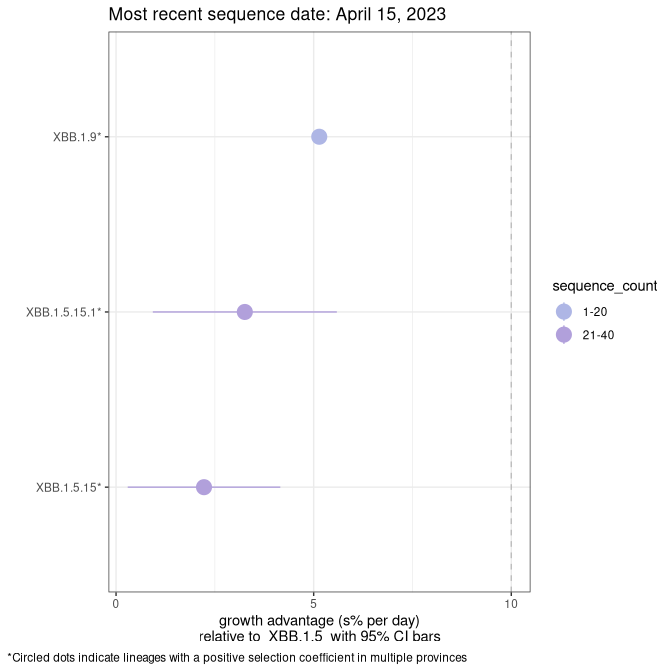 Most recent sequence date: April 15, 2023
XBB.1.9*
XBB.1.5.15.1*
XBB.1.5.15*
0 5 10
growth advantage (s% per day)
relative to XBB.1.5 with 95% CI bars
sequence_count
1-20
21-40
*Circled dots indicate lineages with a positive selection coefficient in multiple provinces